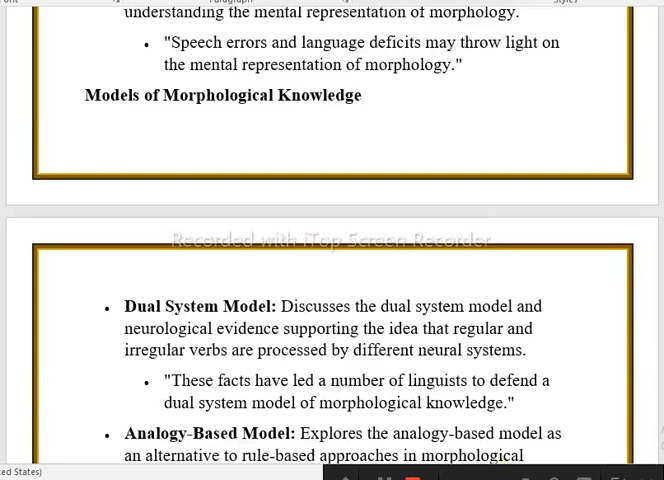 Paragraph
Styles
understanding the mental representation of morphology.
• "Speech errors and language deficits may throw light on
the mental representation of morphology."
Models of Morphological Knowledge
Recorded with iTop Screen Recorder
• Dual System Model: Discusses the dual system model and
neurological evidence supporting the idea that regular and
irregular verbs are processed by different neural systems.
• "These facts have led a number of linguists to defend a
dual system model of morphological knowledge."
• Analogy-Based Model: Explores the analogy-based model as
an alternative to rule-based approaches in morphological
ed States)